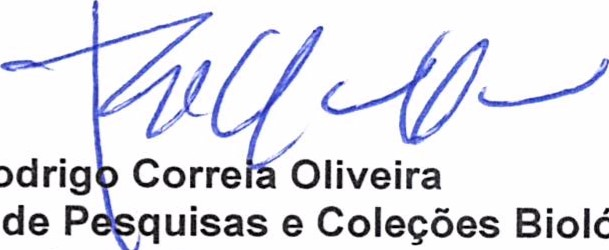 odrigo Correia Oliveira
de Pesquisas e Coleções Bioló